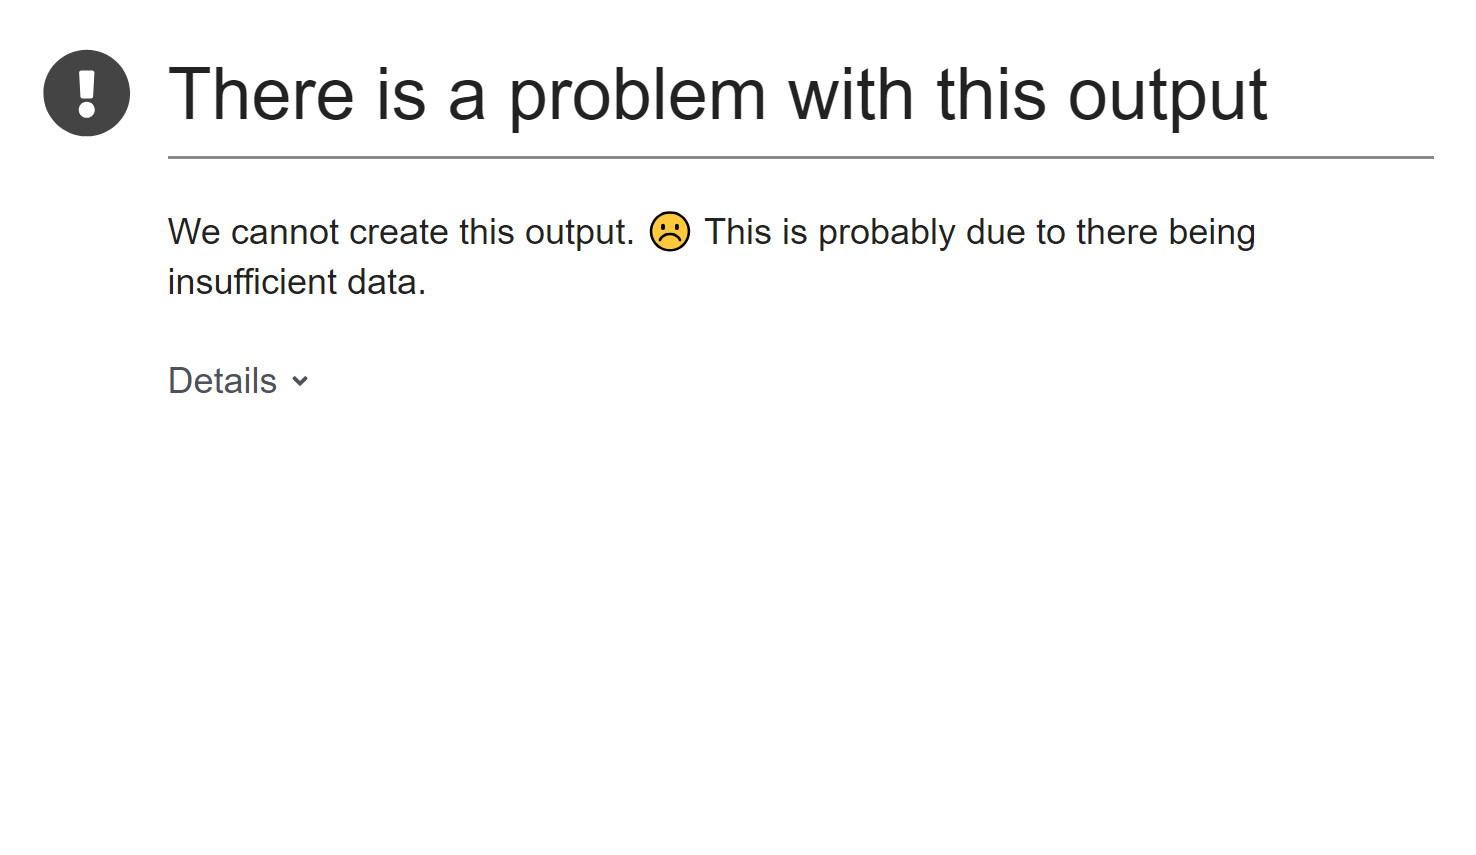 There is a problem with this output
We cannot create this output. ☹️ This is probably due to there being
insufficient data.
Details